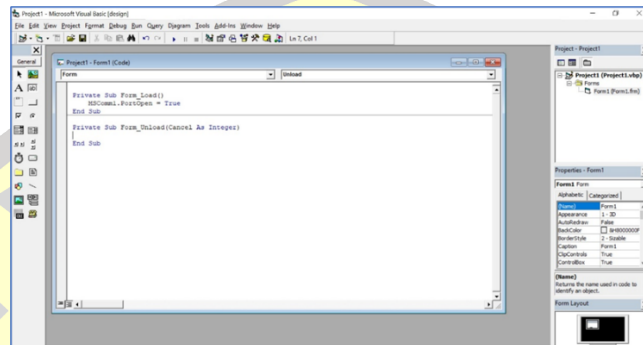 Project1 - Microsoft Visual Basic [design]
File Edit View Project Format Debug Run Query Diagram Tools Add-Ins Window Help
Ln 7, Col 1
General
Project1 - Form1 (Code)
Form
Unload
Private Sub Form_Load()
MSComm1.PortOpen = True
End Sub
Private Sub Form_Unload(Cancel As Integer)
End Sub
Project - Project1
Project1 (Project1.vbp)
Forms
Form1 (Form1.frm)
Properties - Form1
Form1 Form
Alphabetic Categorized
(Name) Form1
Appearance 1 - 3D
AutoRedraw False
BackColor &H8000000F
BorderStyle 2 - Sizable
Caption Form1
ClipControls True
ControlBox True
(Name)
Returns the name used in code to
identify an object.
Form Layout